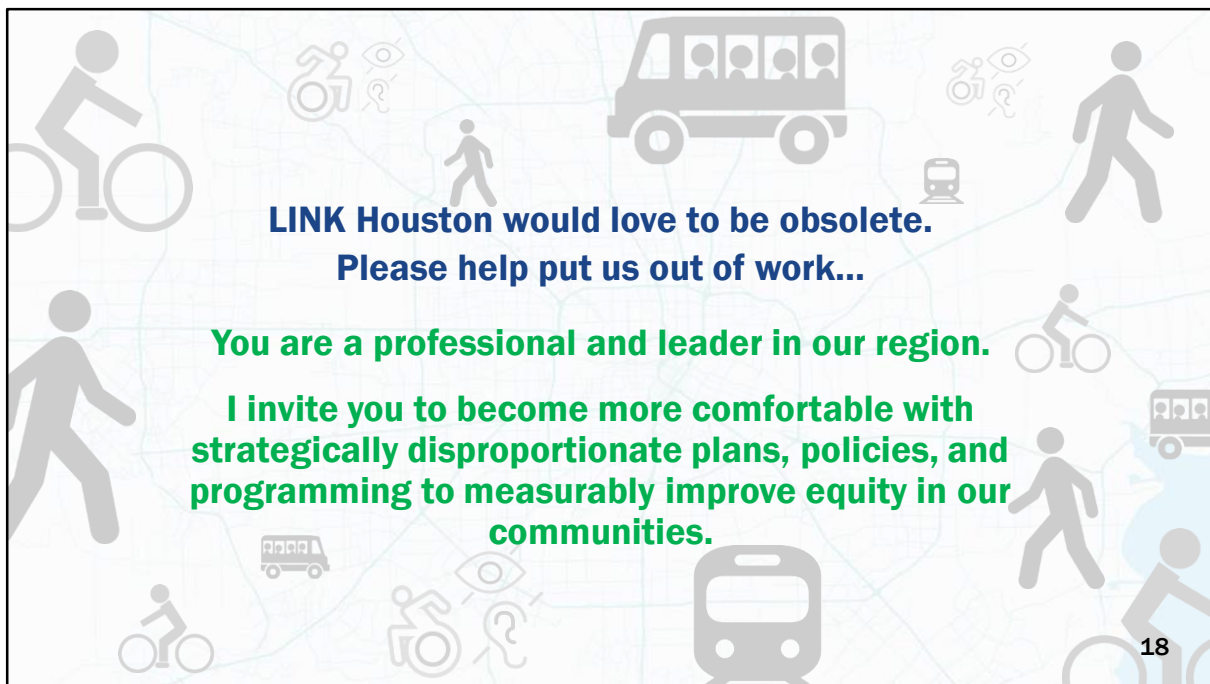 LINK Houston would love to be obsolete.
Please help put us out of work...
You are a professional and leader in our region.
I invite you to become more comfortable with
strategically disproportionate plans, policies, and
programming to measurably improve equity in our
communities.
18